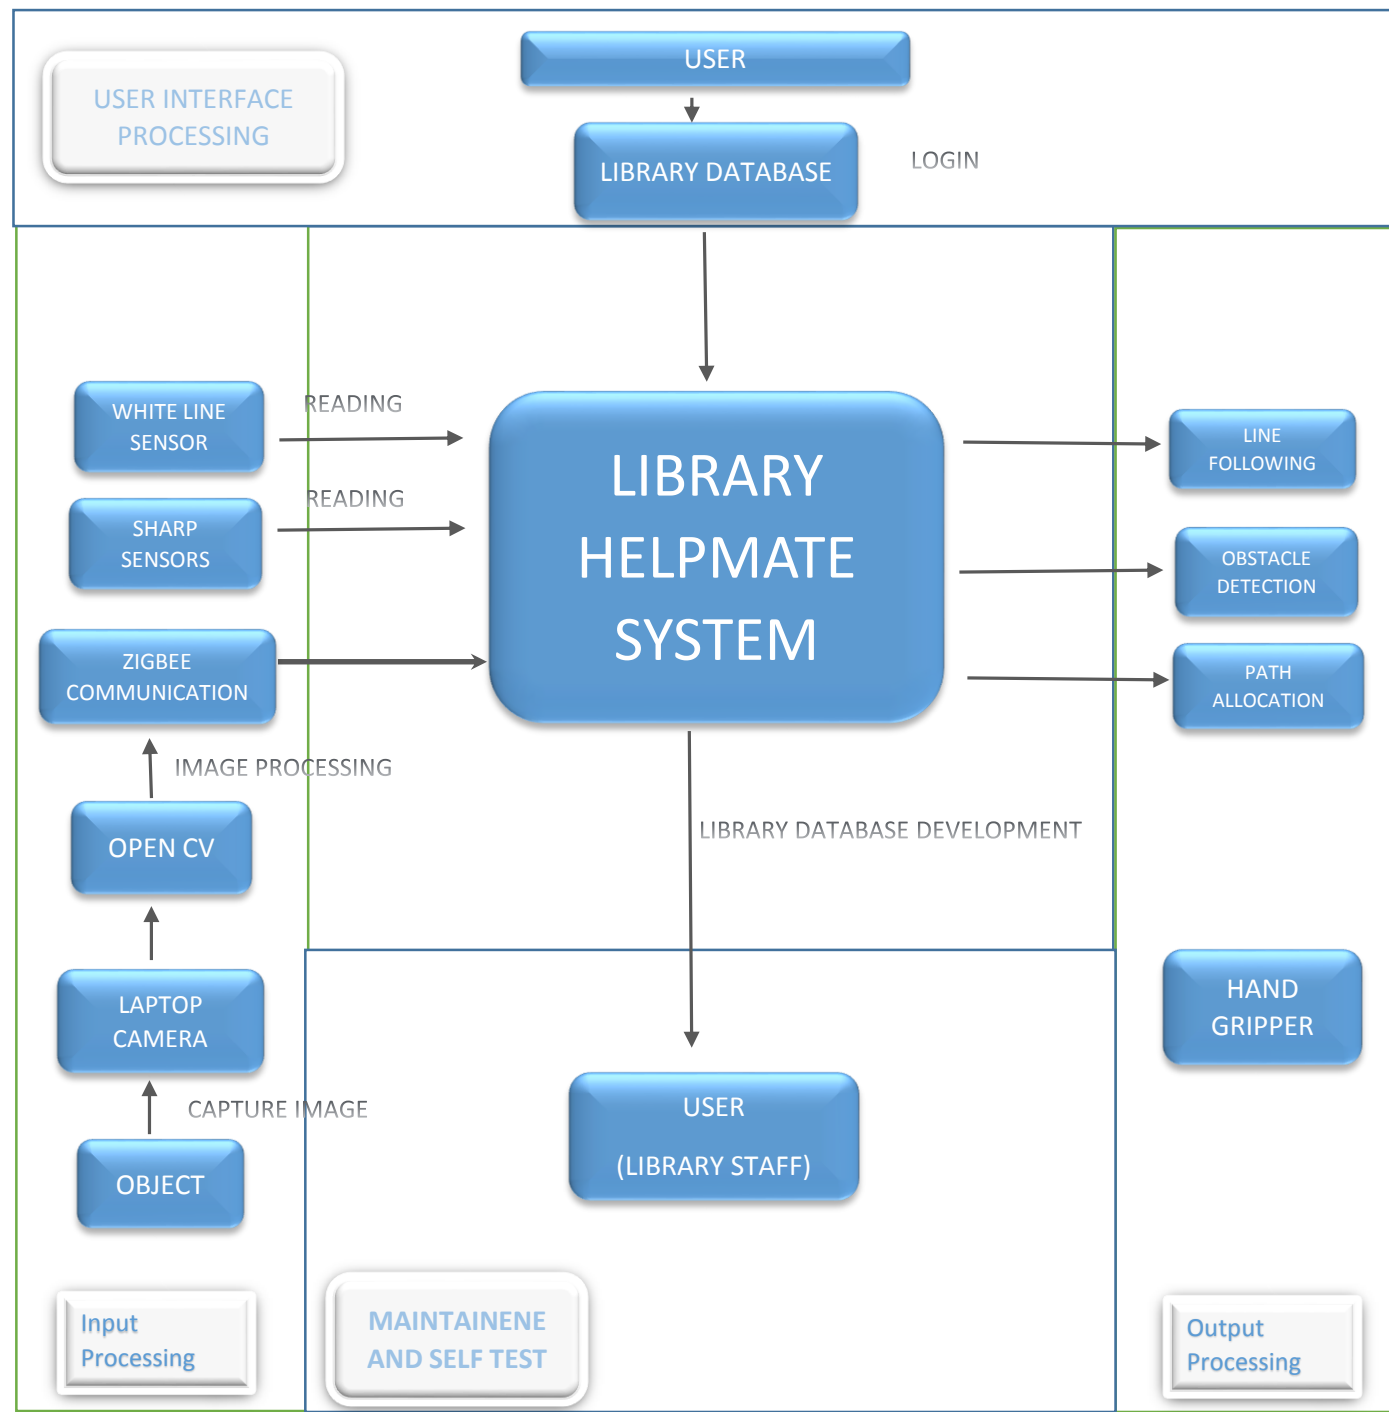 USER INTERFACE
PROCESSING
USER
LIBRARY DATABASE
LOGIN
WHITE LINE
SENSOR
READING
SHARP
SENSORS
READING
ZIGBEE
COMMUNICATION
IMAGE PROCESSING
OPEN CV
LAPTOP
CAMERA
CAPTURE IMAGE
OBJECT
Input
Processing
LIBRARY
HELPMATE
SYSTEM
LIBRARY DATABASE DEVELOPMENT
USER
(LIBRARY STAFF)
MAINTAINENE
AND SELF TEST
LINE
FOLLOWING
OBSTACLE
DETECTION
PATH
ALLOCATION
HAND
GRIPPER
Output
Processing